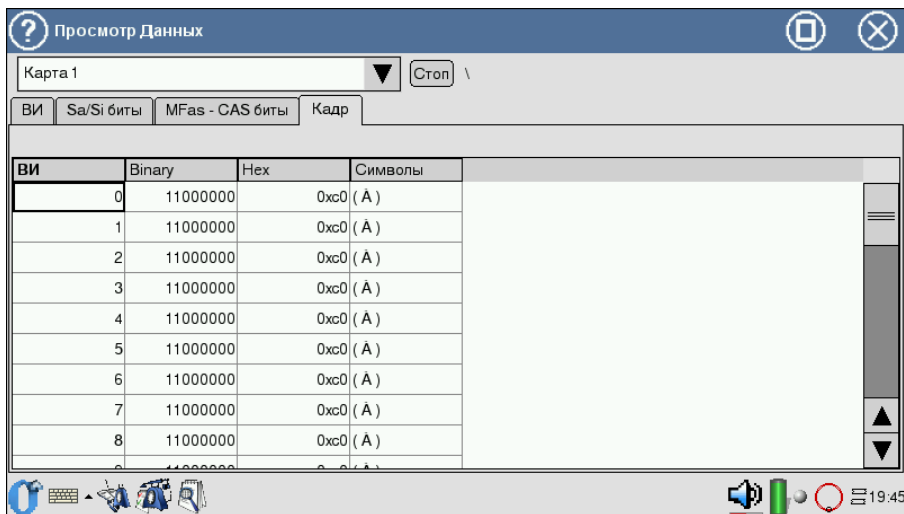 Просмотр Данных
Карта 1
Стоп \
ВИ Sa/Si биты MFas - CAS биты Кадр
ВИ Binary Hex Символы
0 11000000 0xc0 ( À )
1 11000000 0xc0 ( À )
2 11000000 0xc0 ( À )
3 11000000 0xc0 ( À )
4 11000000 0xc0 ( À )
5 11000000 0xc0 ( À )
6 11000000 0xc0 ( À )
7 11000000 0xc0 ( À )
8 11000000 0xc0 ( À )
19:45